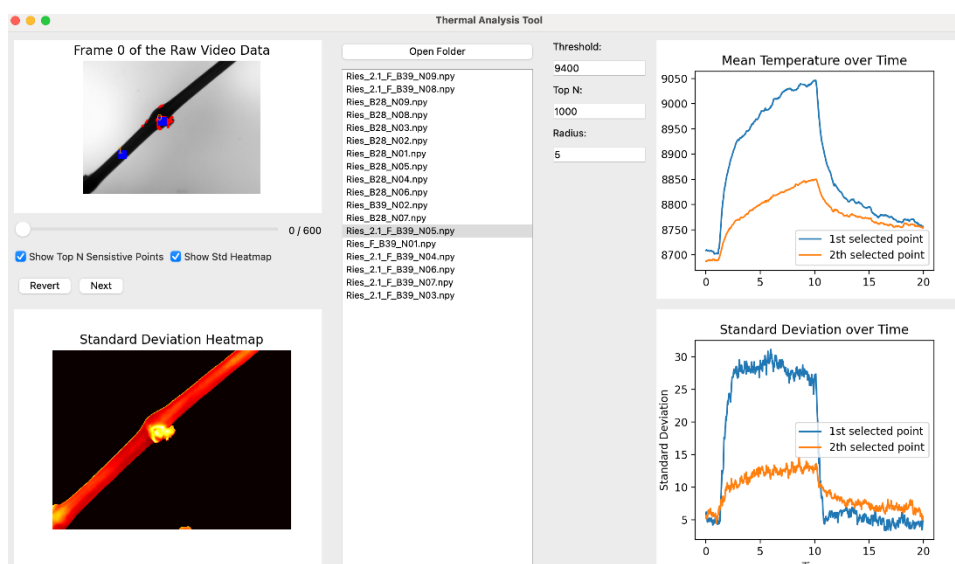 Thermal Analysis Tool
Frame 0 of the Raw Video Data
0 / 600
Show Top N Sensistive Points
Show Std Heatmap
Revert
Next
Standard Deviation Heatmap
Open Folder
Ries_2.1_F_B39_N09.npy
Ries_2.1_F_B39_N08.npy
Ries_B28_N09.npy
Ries_B28_N08.npy
Ries_B28_N03.npy
Ries_B28_N02.npy
Ries_B28_N01.npy
Ries_B28_N05.npy
Ries_B28_N04.npy
Ries_B28_N06.npy
Ries_B39_N02.npy
Ries_B28_N07.npy
Ries_2.1_F_B39_N05.npy
Ries_F_B39_N01.npy
Ries_2.1_F_B39_N04.npy
Ries_2.1_F_B39_N06.npy
Ries_2.1_F_B39_N07.npy
Ries_2.1_F_B39_N03.npy
Threshold:
9400
Top N:
1000
Radius:
5
Mean Temperature over Time
9050
9000
8950
8900
8850
8800
8750
8700
1st selected point
2th selected point
0 5 10 15 20
Standard Deviation over Time
Standard Deviation
30
25
20
15
10
5
1st selected point
2th selected point
0 5 10 15 20